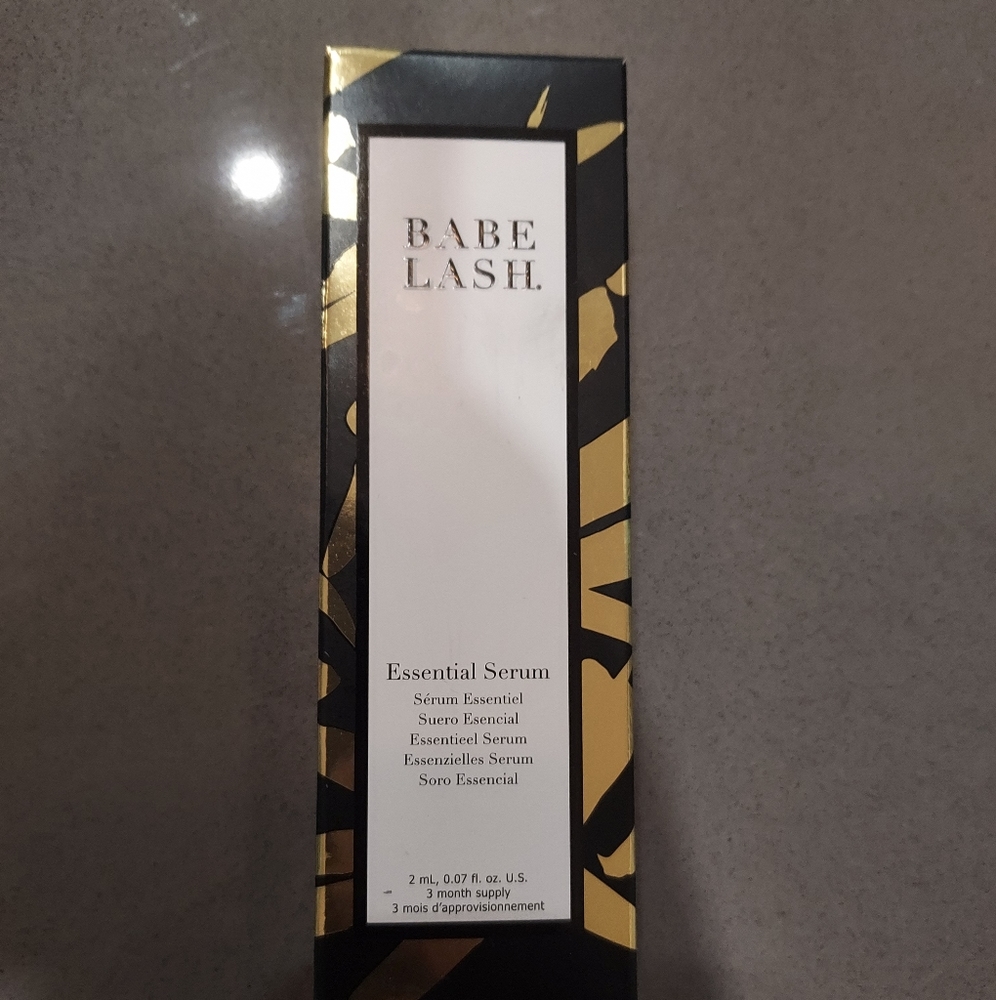 BABE
LASH.
Essential Serum
Sérum Essentiel
Suero Esencial
Essentieel Serum
Essenzielles Serum
Soro Essencial
2 mL, 0.07 fl. oz. U.S.
3 month supply
3 mois d'approvisionnement